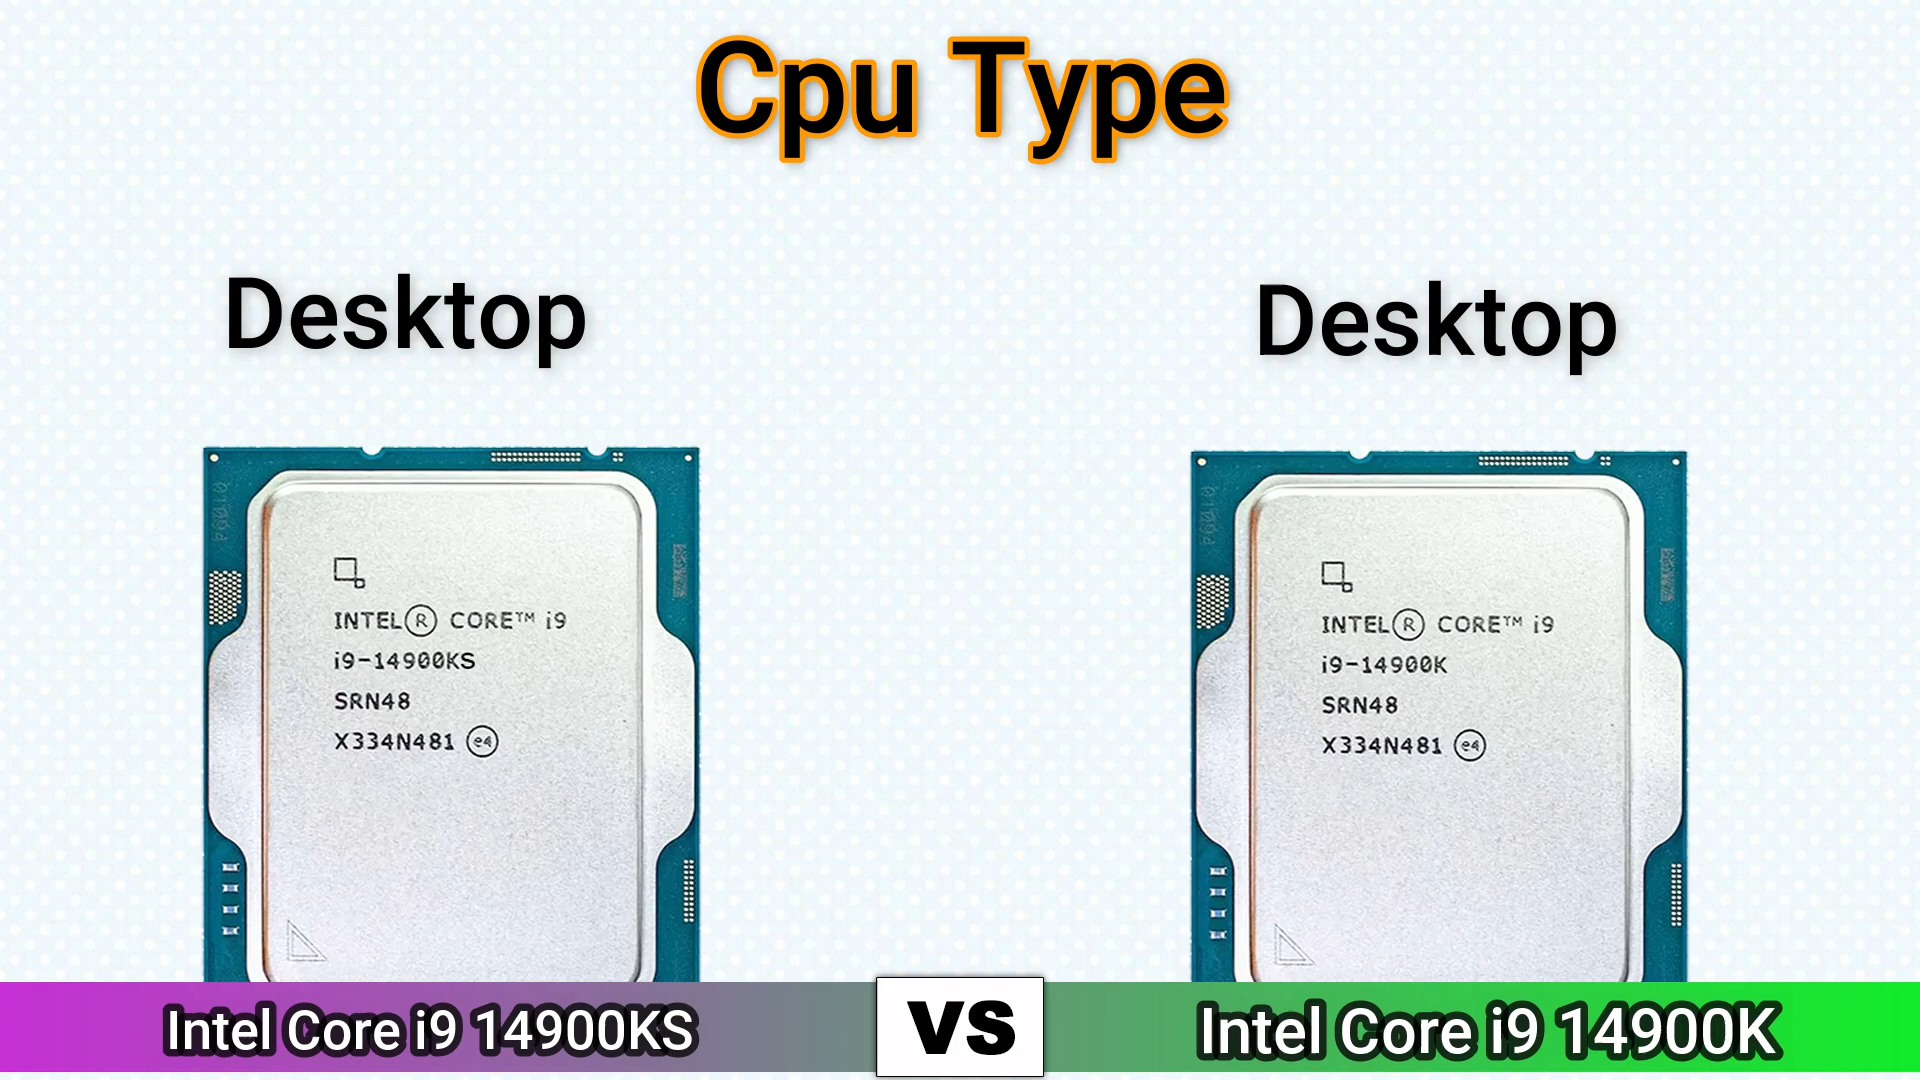 Cpu Type
Desktop
Desktop
INTEL® CORE™ i9
i9-14900KS
SRN48
X334N481 e4
INTEL® CORE™ i9
i9-14900K
SRN48
X334N481 e4
Intel Core i9 14900KS
VS
Intel Core i9 14900K